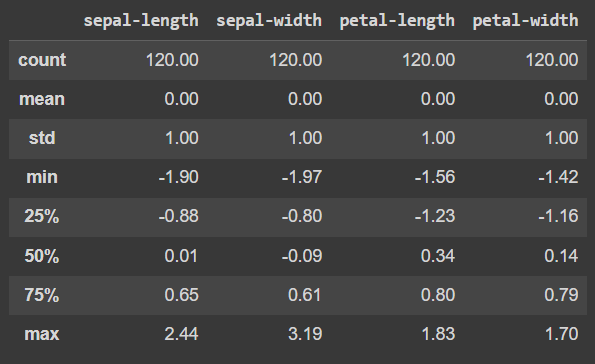 sepal-length sepal-width petal-length petal-width
count 120.00 120.00 120.00 120.00
mean 0.00 0.00 0.00 0.00
std 1.00 1.00 1.00 1.00
min -1.90 -1.97 -1.56 -1.42
25% -0.88 -0.80 -1.23 -1.16
50% 0.01 -0.09 0.34 0.14
75% 0.65 0.61 0.80 0.79
max 2.44 3.19 1.83 1.70